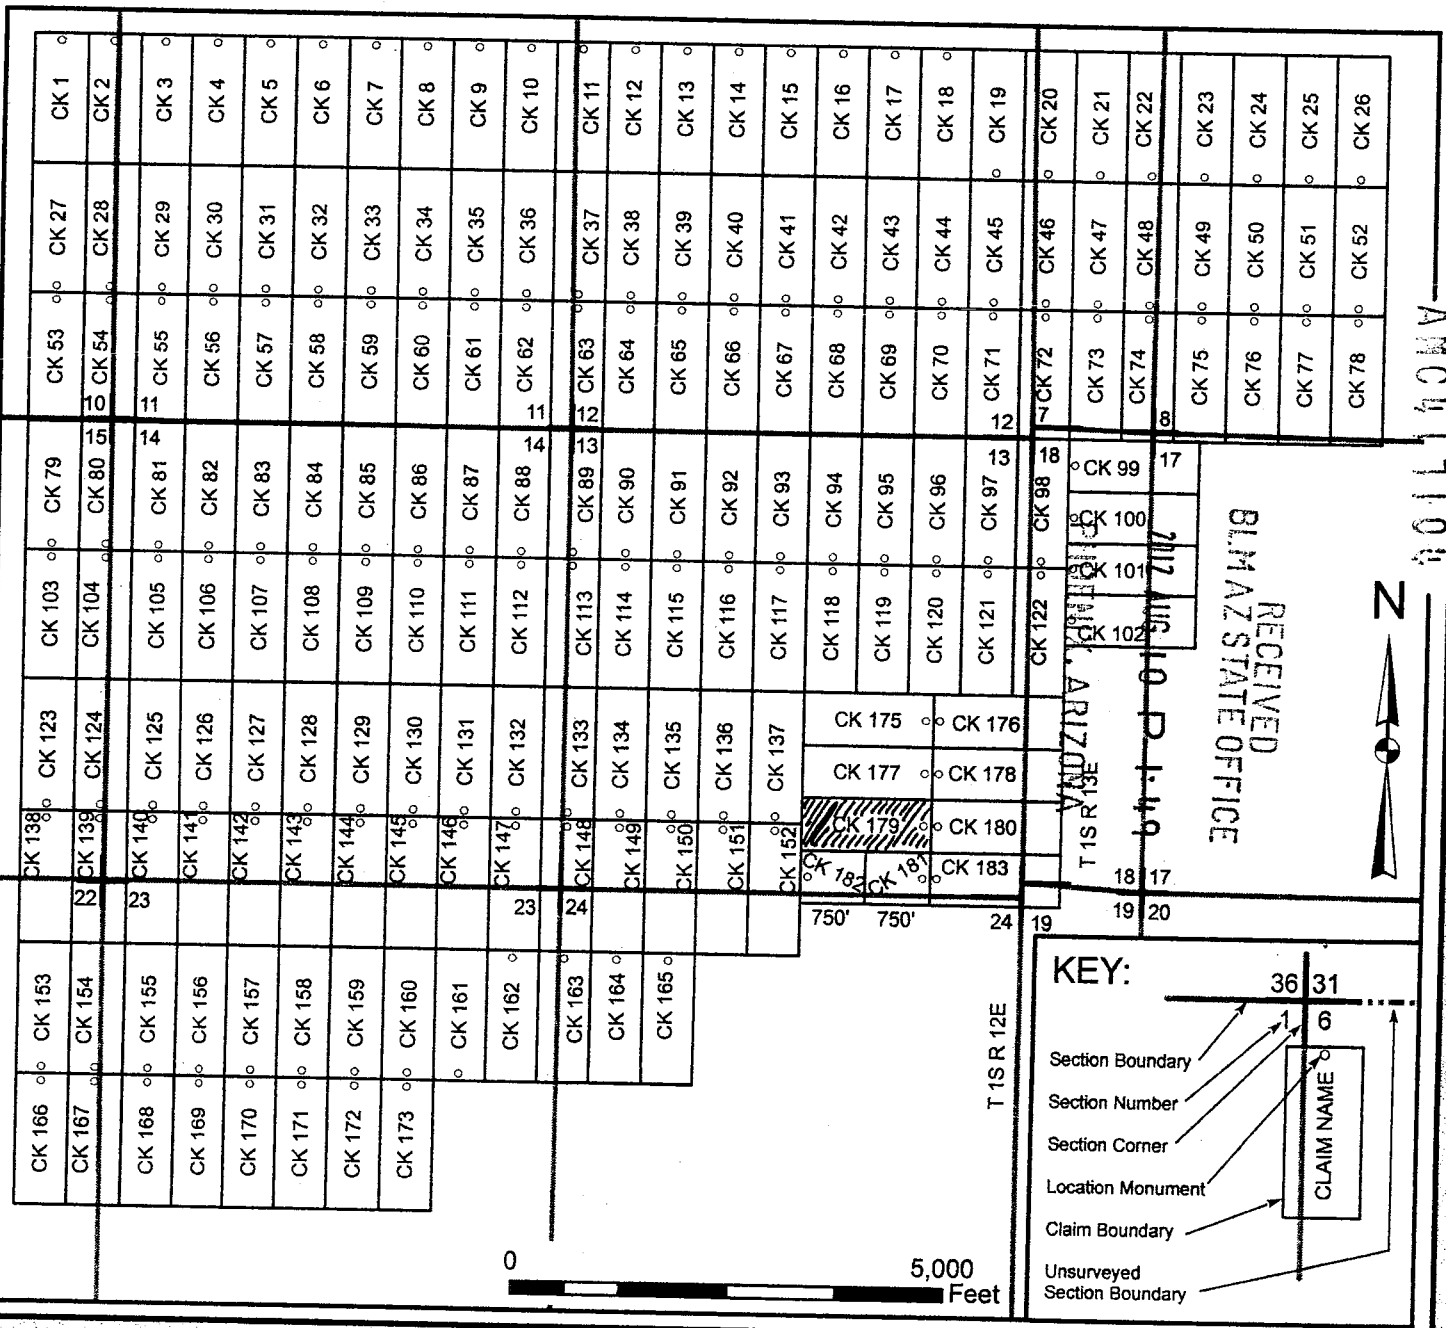 CK 1 CK 2 CK 3 CK 4 CK 5 CK 6 CK 7 CK 8 CK 9 CK 10 CK 11 CK 12 CK 13 CK 14 CK 15 CK 16 CK 17 CK 18 CK 19 CK 20 CK 21 CK 22 CK 23 CK 24 CK 25 CK 26
CK 27 CK 28 CK 29 CK 30 CK 31 CK 32 CK 33 CK 34 CK 35 CK 36 CK 37 CK 38 CK 39 CK 40 CK 41 CK 42 CK 43 CK 44 CK 45 CK 46 CK 47 CK 48 CK 49 CK 50 CK 51 CK 52
CK 53 CK 54 CK 55 CK 56 CK 57 CK 58 CK 59 CK 60 CK 61 CK 62 CK 63 CK 64 CK 65 CK 66 CK 67 CK 68 CK 69 CK 70 CK 71 CK 72 CK 73 CK 74 CK 75 CK 76 CK 77 CK 78
10 11 11 12 12 7 8
15 14 14 13 13 18 17
CK 79 CK 80 CK 81 CK 82 CK 83 CK 84 CK 85 CK 86 CK 87 CK 88 CK 89 CK 90 CK 91 CK 92 CK 93 CK 94 CK 95 CK 96 CK 97 CK 98 CK 99
CK 100
CK 101
CK 102
CK 103 CK 104 CK 105 CK 106 CK 107 CK 108 CK 109 CK 110 CK 111 CK 112 CK 113 CK 114 CK 115 CK 116 CK 117 CK 118 CK 119 CK 120 CK 121 CK 122
CK 123 CK 124 CK 125 CK 126 CK 127 CK 128 CK 129 CK 130 CK 131 CK 132 CK 133 CK 134 CK 135 CK 136 CK 137
CK 175 CK 176
CK 177 CK 178
CK 179 CK 180
CK 182 CK 181 CK 183
CK 138 CK 139 CK 140 CK 141 CK 142 CK 143 CK 144 CK 145 CK 146 CK 147 CK 148 CK 149 CK 150 CK 151 CK 152
18 17
22 23 23 24 24 19 19 20
750' 750'
CK 153 CK 154 CK 155 CK 156 CK 157 CK 158 CK 159 CK 160 CK 161 CK 162 CK 163 CK 164 CK 165
CK 166 CK 167 CK 168 CK 169 CK 170 CK 171 CK 172 CK 173
T 1S R 12E
T 1S R 13E
RECEIVED
BLM AZ STATE OFFICE
2012 AUG 10 P 1:49
PHOENIX, ARIZONA
N
KEY:
36 31
1 6
Section Boundary
Section Number
Section Corner
Location Monument
Claim Boundary
Unsurveyed
Section Boundary
CLAIM NAME
0 5,000
Feet